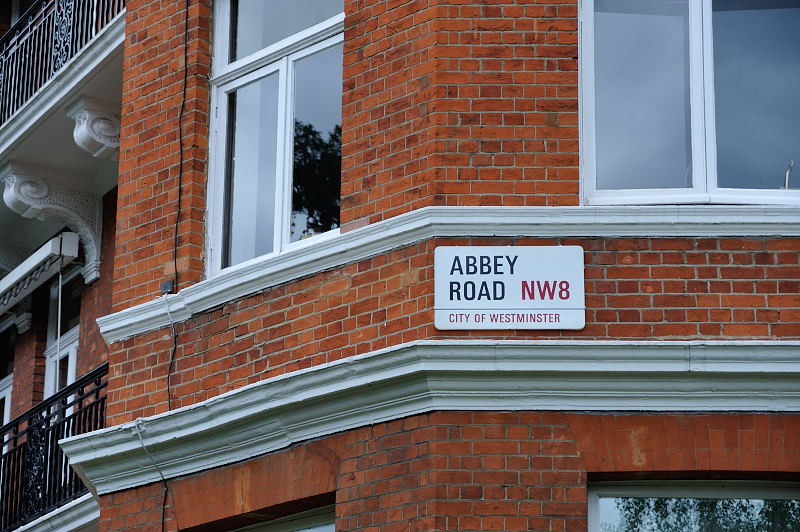 ABBEY
ROAD NW8
CITY OF WESTMINSTER